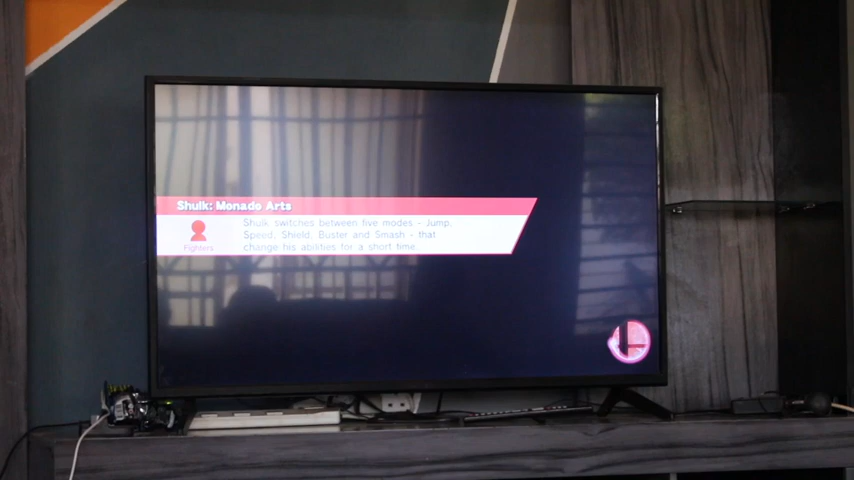 Shulk: Monado Arts
Shulk switches between five modes - Jump,
Speed, Shield, Buster and Smash - that
change his abilities for a short time.
Fighters